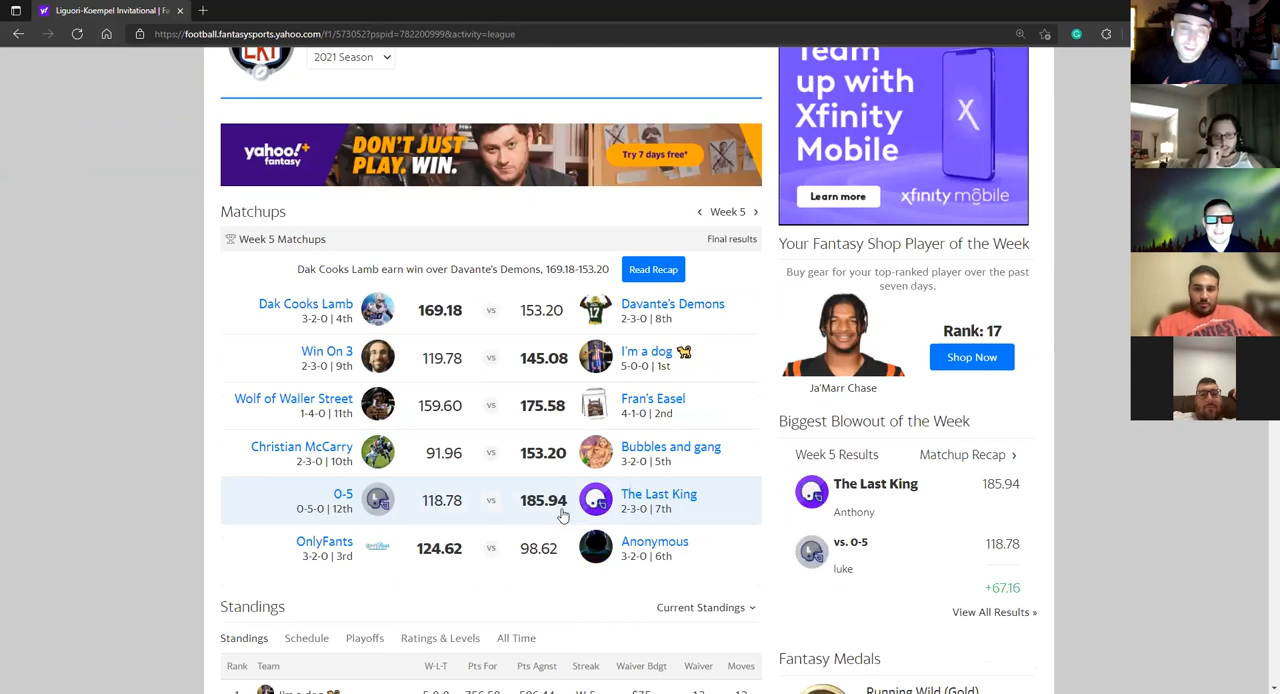 Liguori-Koempel Invitational | F
https://football.fantasysports.yahoo.com/f1/573052?pspid=782200999&activity=league
LKI
2021 Season
yahoo!+
fantasy
DON'T JUST
PLAY. WIN.
Try 7 days free*
Team
up with
Xfinity
Mobile
Learn more
xfinity mobile
Matchups
Week 5
Week 5 Matchups
Final results
Dak Cooks Lamb earn win over Davante's Demons, 169.18-153.20
Read Recap
Dak Cooks Lamb
3-2-0 | 4th
169.18
vs
153.20
Davante's Demons
2-3-0 | 8th
Win On 3
2-3-0 | 9th
119.78
vs
145.08
I'm a dog
5-0-0 | 1st
Wolf of Waller Street
1-4-0 | 11th
159.60
vs
175.58
Fran's Easel
4-1-0 | 2nd
Christian McCarry
2-3-0 | 10th
91.96
vs
153.20
Bubbles and gang
3-2-0 | 5th
0-5
0-5-0 | 12th
118.78
vs
185.94
The Last King
2-3-0 | 7th
OnlyFants
3-2-0 | 3rd
124.62
vs
98.62
Anonymous
3-2-0 | 6th
Standings
Current Standings
Standings
Schedule
Playoffs
Ratings & Levels
All Time
Rank
Team
W-L-T
Pts For
Pts Agnst
Streak
Waiver Bdgt
Waiver
Moves
Your Fantasy Shop Player of the Week
Buy gear for your top-ranked player over the past
seven days.
Rank: 17
Shop Now
Ja'Marr Chase
Biggest Blowout of the Week
Week 5 Results
Matchup Recap
The Last King
185.94
Anthony
vs. 0-5
118.78
luke
+67.16
View All Results »
Fantasy Medals
Running Wild (Gold)